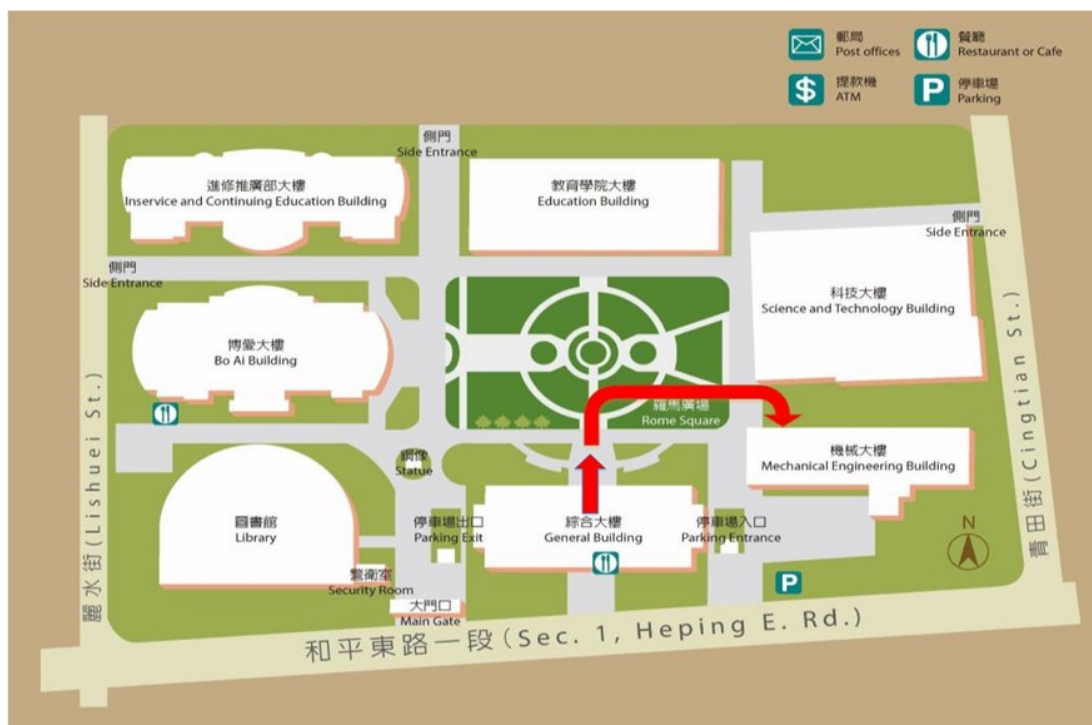 郵局
Post offices
餐廳
Restaurant or Cafe
$
提款機
ATM
P
停車場
Parking
側門
Side Entrance
進修推廣部大樓
Inservice and Continuing Education Building
教育學院大樓
Education Building
側門
Side Entrance
側門
Side Entrance
科技大樓
Science and Technology Building
博愛大樓
Bo Ai Building
羅馬廣場
Rome Square
銅像
Statue
機械大樓
Mechanical Engineering Building
圖書館
Library
停車場出口
Parking Exit
綜合大樓
General Building
停車場入口
Parking Entrance
N
警衛室
Security Room
P
大門口
Main Gate
麗水街(Lishuei St.)
青田街(Cingtian St.)
和平東路一段(Sec. 1, Heping E. Rd.)